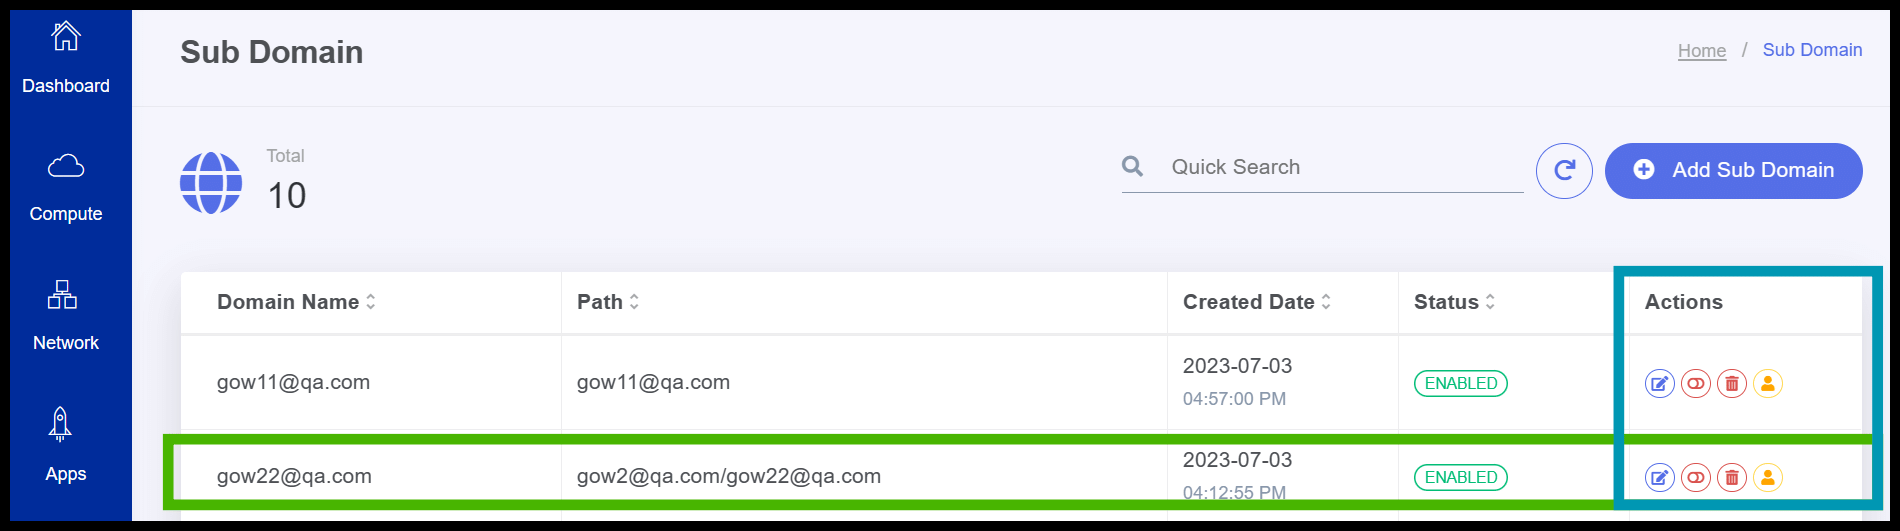 Dashboard
Compute
Network
Apps
Sub Domain
Home / Sub Domain
Total
10
Quick Search
Add Sub Domain
Domain Name Path Created Date Status Actions
gow11@qa.com gow11@qa.com 2023-07-03 ENABLED
04:57:00 PM
gow22@qa.com gow2@qa.com/gow22@qa.com 2023-07-03 ENABLED
04:12:55 PM